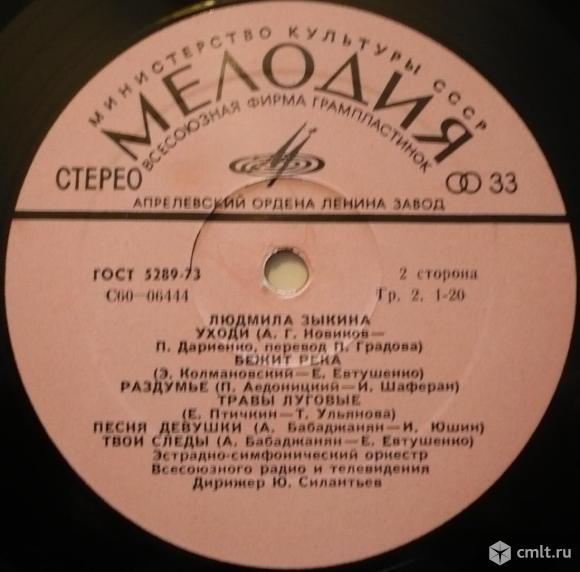 МИНИСТЕРСТВО КУЛЬТУРЫ СССР
МЕЛОДИЯ
ВСЕСОЮЗНАЯ ФИРМА ГРАМПЛАСТИНОК
СТЕРЕО 33
АПРЕЛЕВСКИЙ ОРДЕНА ЛЕНИНА ЗАВОД
ГОСТ 5289-73 2 сторона
С60—06444 Гр. 2. 1-20
ЛЮДМИЛА ЗЫКИНА
УХОДИ (А. Г. Новиков—
П. Дариенко, перевод П. Градова)
БЕЖИТ РЕКА
(Э. Колмановский—Е. Евтушенко)
РАЗДУМЬЕ (П. Аедоницкий—И. Шаферан)
ТРАВЫ ЛУГОВЫЕ
(Е. Птичкин—Т. Ульянова)
ПЕСНЯ ДЕВУШКИ (А. Бабаджанян—И. Юшин)
ТВОИ СЛЕДЫ (А. Бабаджанян—Е. Евтушенко)
Эстрадно-симфонический оркестр
Всесоюзного радио и телевидения
Дирижер Ю. Силантьев
cmlt.ru